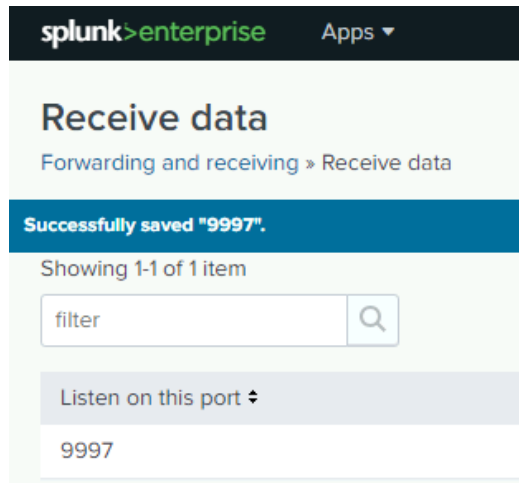 splunk>enterprise Apps ▾
Receive data
Forwarding and receiving » Receive data
Successfully saved "9997".
Showing 1-1 of 1 item
filter
Listen on this port
9997